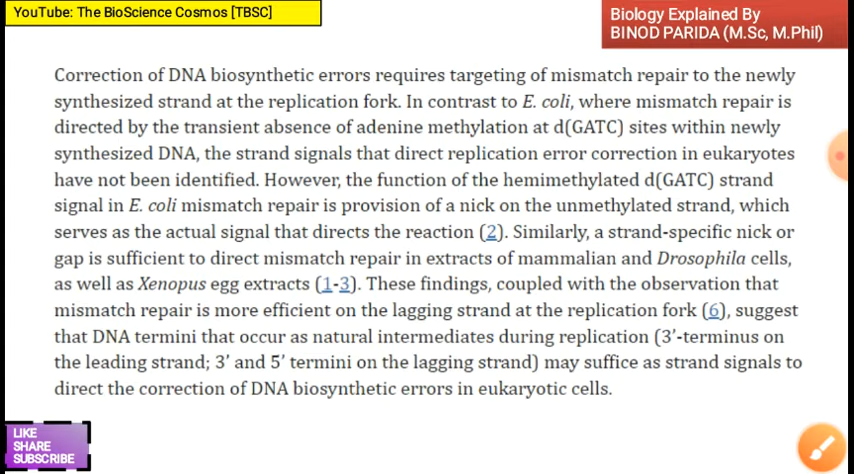 YouTube: The BioScience Cosmos [TBSC]
Biology Explained By
BINOD PARIDA (M.Sc, M.Phil)
Correction of DNA biosynthetic errors requires targeting of mismatch repair to the newly
synthesized strand at the replication fork. In contrast to E. coli, where mismatch repair is
directed by the transient absence of adenine methylation at d(GATC) sites within newly
synthesized DNA, the strand signals that direct replication error correction in eukaryotes
have not been identified. However, the function of the hemimethylated d(GATC) strand
signal in E. coli mismatch repair is provision of a nick on the unmethylated strand, which
serves as the actual signal that directs the reaction (2). Similarly, a strand-specific nick or
gap is sufficient to direct mismatch repair in extracts of mammalian and Drosophila cells,
as well as Xenopus egg extracts (1-3). These findings, coupled with the observation that
mismatch repair is more efficient on the lagging strand at the replication fork (6), suggest
that DNA termini that occur as natural intermediates during replication (3’-terminus on
the leading strand; 3’ and 5’ termini on the lagging strand) may suffice as strand signals to
direct the correction of DNA biosynthetic errors in eukaryotic cells.
LIKE
SHARE
SUBSCRIBE